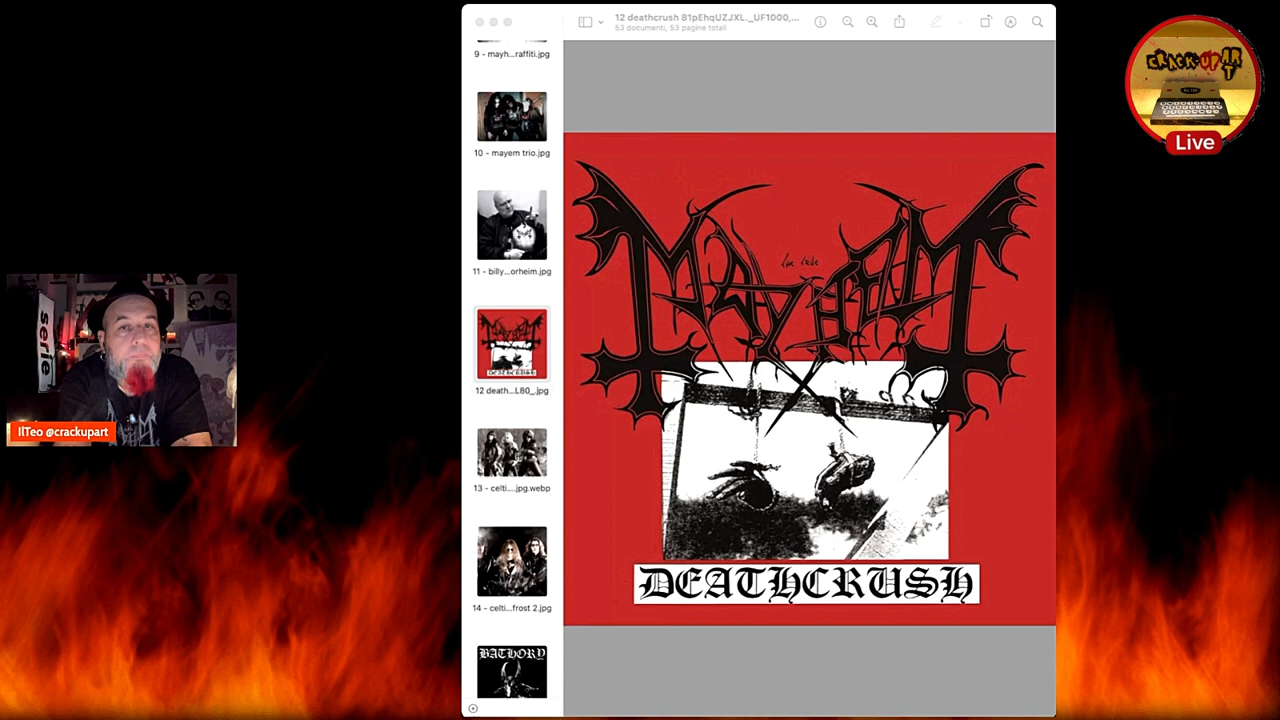 12 deathcrush 81pEhqUZJXL._UF1000,...
53 documenti, 53 pagine totali
9 - mayh...raffiti.jpg
10 - mayem trio.jpg
11 - billy...orheim.jpg
12 death...L80_.jpg
13 - celti....jpg.webp
14 - celt...frost 2.jpg
BATHORY
MAYHEM
DEATHCRUSH
serie
IlTeo @crackupart
CRACK-UP ART
Live